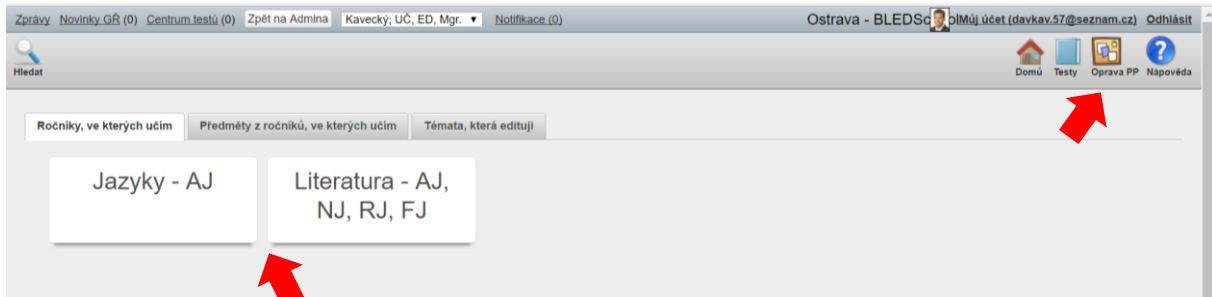 Zprávy Novinky GŘ (0) Centrum testů (0) Zpět na Admina Kavecký; UČ, ED, Mgr. Notifikace (0) Ostrava - BLEDSc Můj účet (davkav.57@seznam.cz) Odhlásit
Hledat Domů Testy Oprava PP Nápověda
Ročníky, ve kterých učím Předměty z ročníků, ve kterých učím Témata, která edituji
Jazyky - AJ Literatura - AJ,
NJ, RJ, FJ